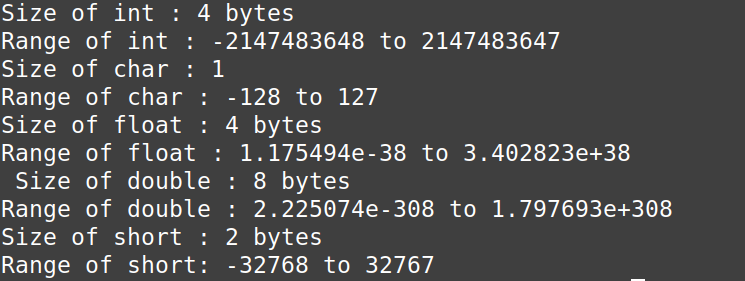 Size of int : 4 bytes
Range of int : -2147483648 to 2147483647
Size of char : 1
Range of char : -128 to 127
Size of float : 4 bytes
Range of float : 1.175494e-38 to 3.402823e+38
 Size of double : 8 bytes
Range of double : 2.225074e-308 to 1.797693e+308
Size of short : 2 bytes
Range of short: -32768 to 32767